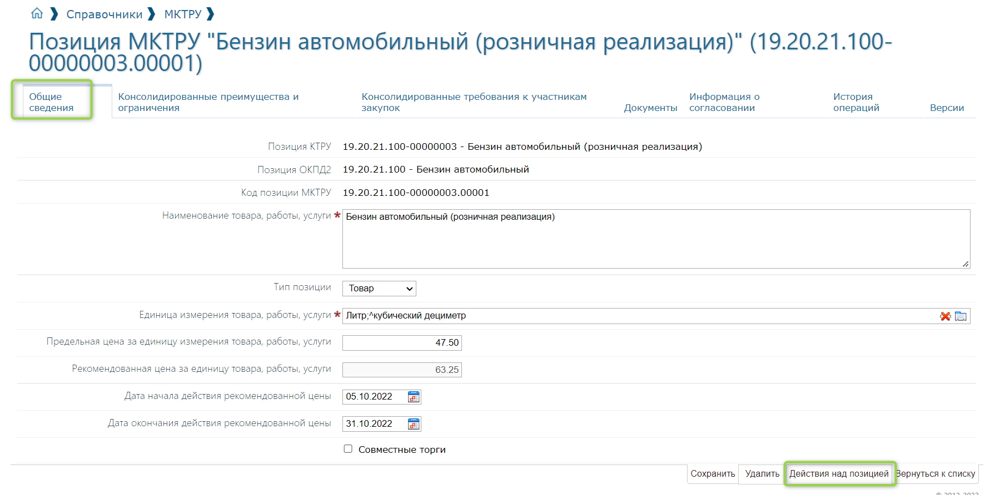 Справочники МКТРУ
Позиция МКТРУ "Бензин автомобильный (розничная реализация)" (19.20.21.100-
00000003.00001)
Общие сведения
Консолидированные преимущества и ограничения
Консолидированные требования к участникам закупок
Документы
Информация о согласовании
История операций
Версии
Позиция КТРУ 19.20.21.100-00000003 - Бензин автомобильный (розничная реализация)
Позиция ОКПД2 19.20.21.100 - Бензин автомобильный
Код позиции МКТРУ 19.20.21.100-00000003.00001
Наименование товара, работы, услуги * Бензин автомобильный (розничная реализация)
Тип позиции Товар
Единица измерения товара, работы, услуги * Литр;^кубический дециметр
Предельная цена за единицу измерения товара, работы, услуги 47.50
Рекомендованная цена за единицу товара, работы, услуги 63.25
Дата начала действия рекомендованной цены 05.10.2022
Дата окончания действия рекомендованной цены 31.10.2022
Совместные торги
Сохранить Удалить Действия над позицией Вернуться к списку